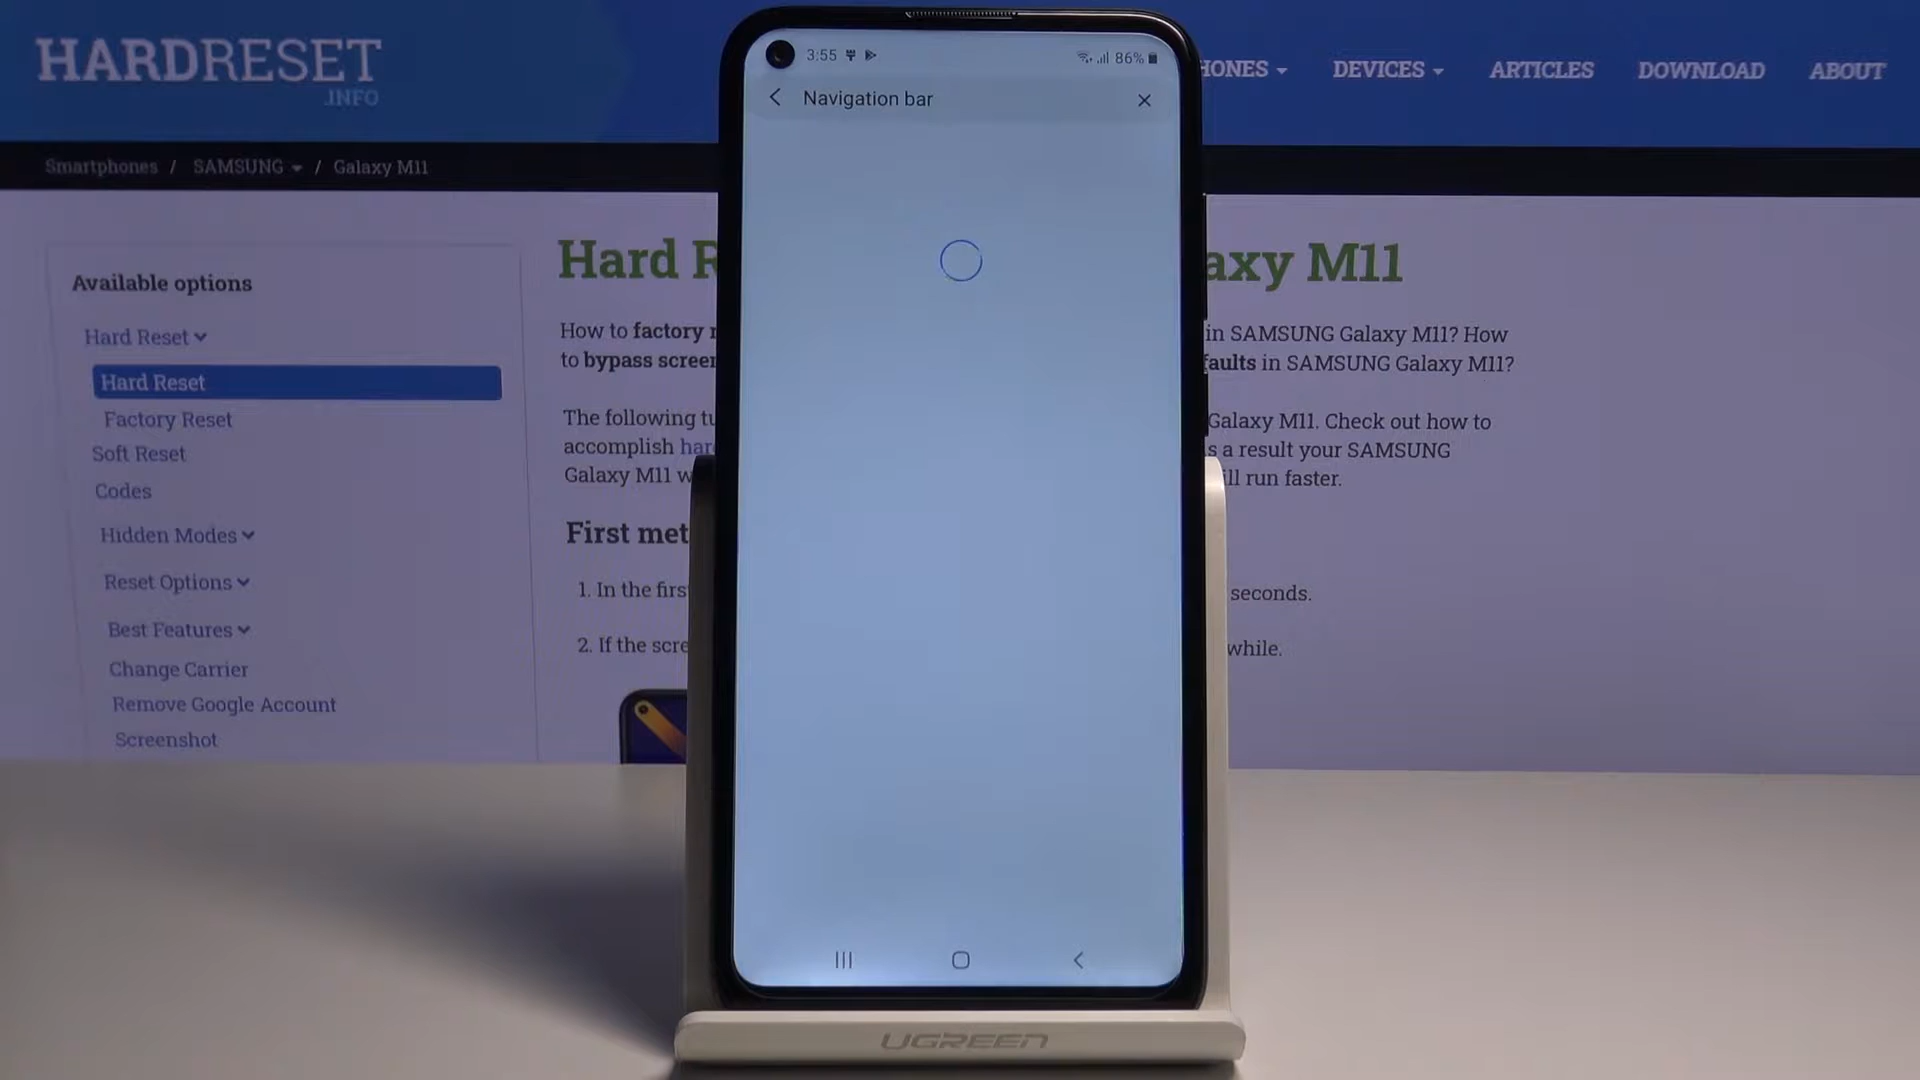 HARDRESET
.INFO
HONES
DEVICES
ARTICLES
DOWNLOAD
ABOUT
Smartphones / SAMSUNG / Galaxy M11
3:55
86%
Navigation bar
Available options
Hard Reset
Hard Reset
Factory Reset
Soft Reset
Codes
Hidden Modes
Reset Options
Best Features
Change Carrier
Remove Google Account
Screenshot
Hard R
axy M11
How to factory r
in SAMSUNG Galaxy M11? How
to bypass screen
faults in SAMSUNG Galaxy M11?
The following tu
Galaxy M11. Check out how to
accomplish har
s a result your SAMSUNG
Galaxy M11 w
ll run faster.
First met
1. In the firs
seconds.
2. If the scre
while.
UGREEN